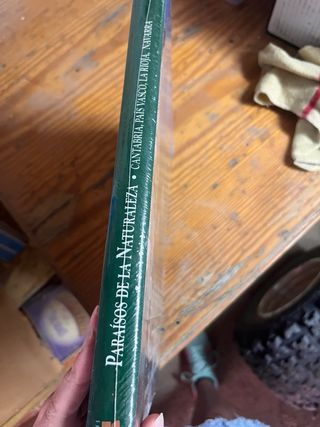 PARAÍSOS DE LA NATURALEZA • CANTABRIA, PAÍS VASCO, LA RIOJA, NAVARRA